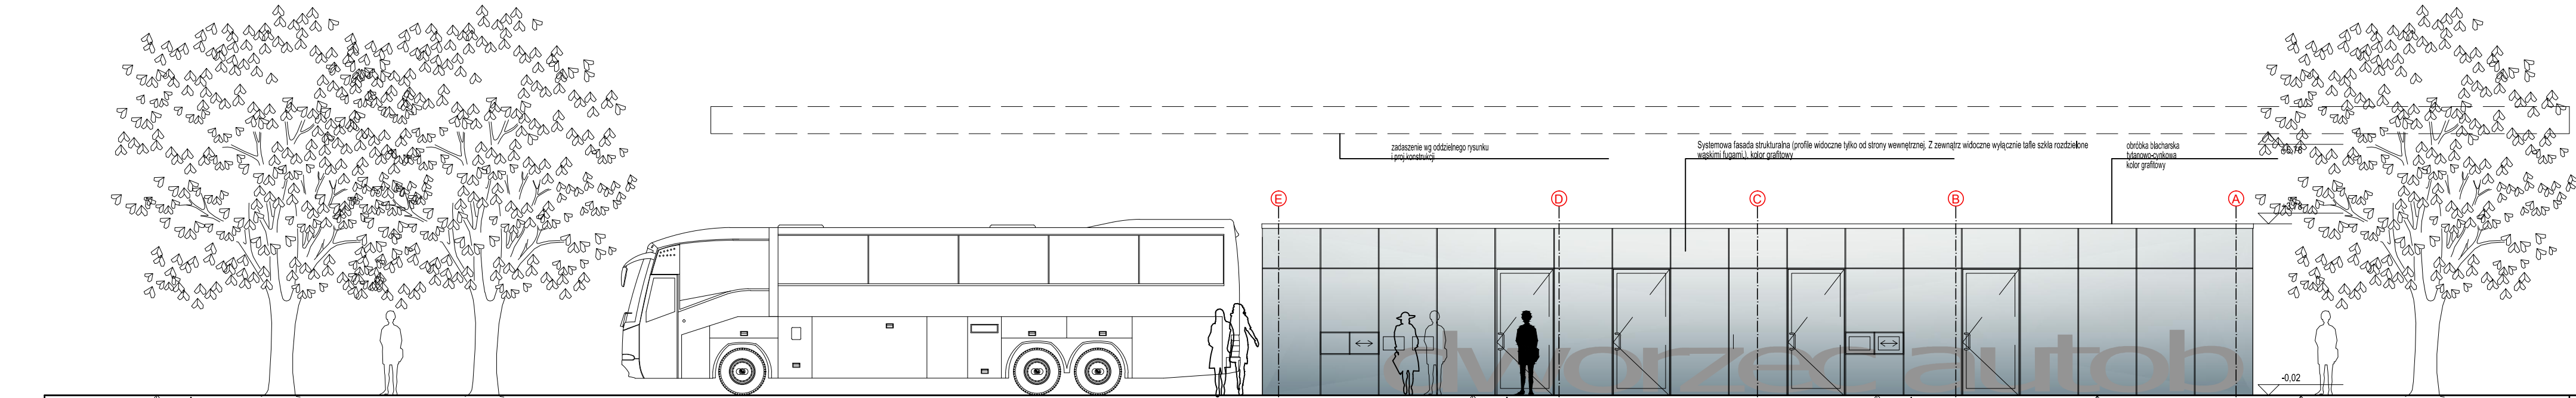 zadaszenie wg oddzielnego rysunku
i proj.konstrukcji
Systemowa fasada strukturalna (profile widoczne tylko od strony wewnętrznej. Z zewnątrz widoczne wyłącznie tafle szkła rozdzielone
wąskimi fugami.), kolor grafitowy
obróbka blacharska
tytanowo-cynkowa
kolor grafitowy
E
D
C
B
A
dworzec autob
-0,02